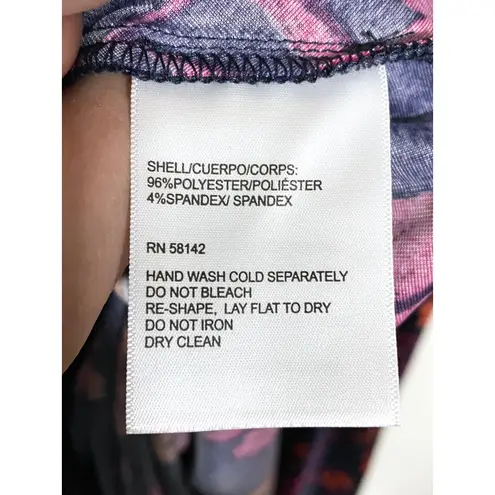 SHELL/CUERPO/CORPS:
96%POLYESTER/POLIÉSTER
4%SPANDEX/ SPANDEX
RN 58142
HAND WASH COLD SEPARATELY
DO NOT BLEACH
RE-SHAPE, LAY FLAT TO DRY
DO NOT IRON
DRY CLEAN